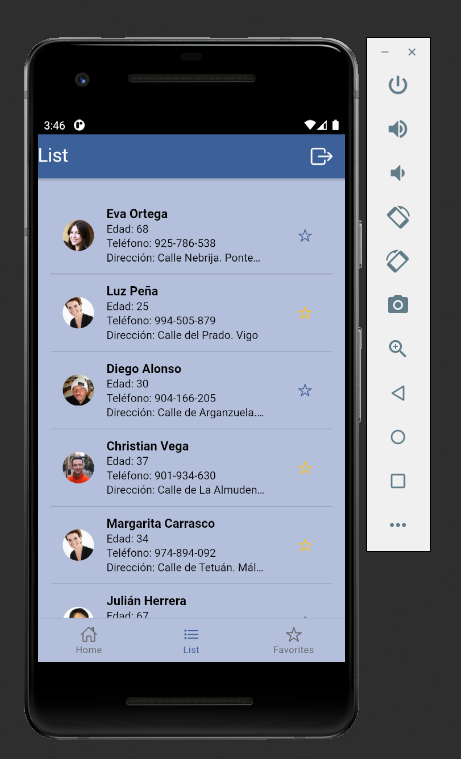 3:46
List
Eva Ortega
Edad: 68
Teléfono: 925-786-538
Dirección: Calle Nebrija. Ponte...
Luz Peña
Edad: 25
Teléfono: 994-505-879
Dirección: Calle del Prado. Vigo
Diego Alonso
Edad: 30
Teléfono: 904-166-205
Dirección: Calle de Arganzuela....
Christian Vega
Edad: 37
Teléfono: 901-934-630
Dirección: Calle de La Almuden...
Margarita Carrasco
Edad: 34
Teléfono: 974-894-092
Dirección: Calle de Tetuán. Mál...
Julián Herrera
Edad: 67
Home
List
Favorites